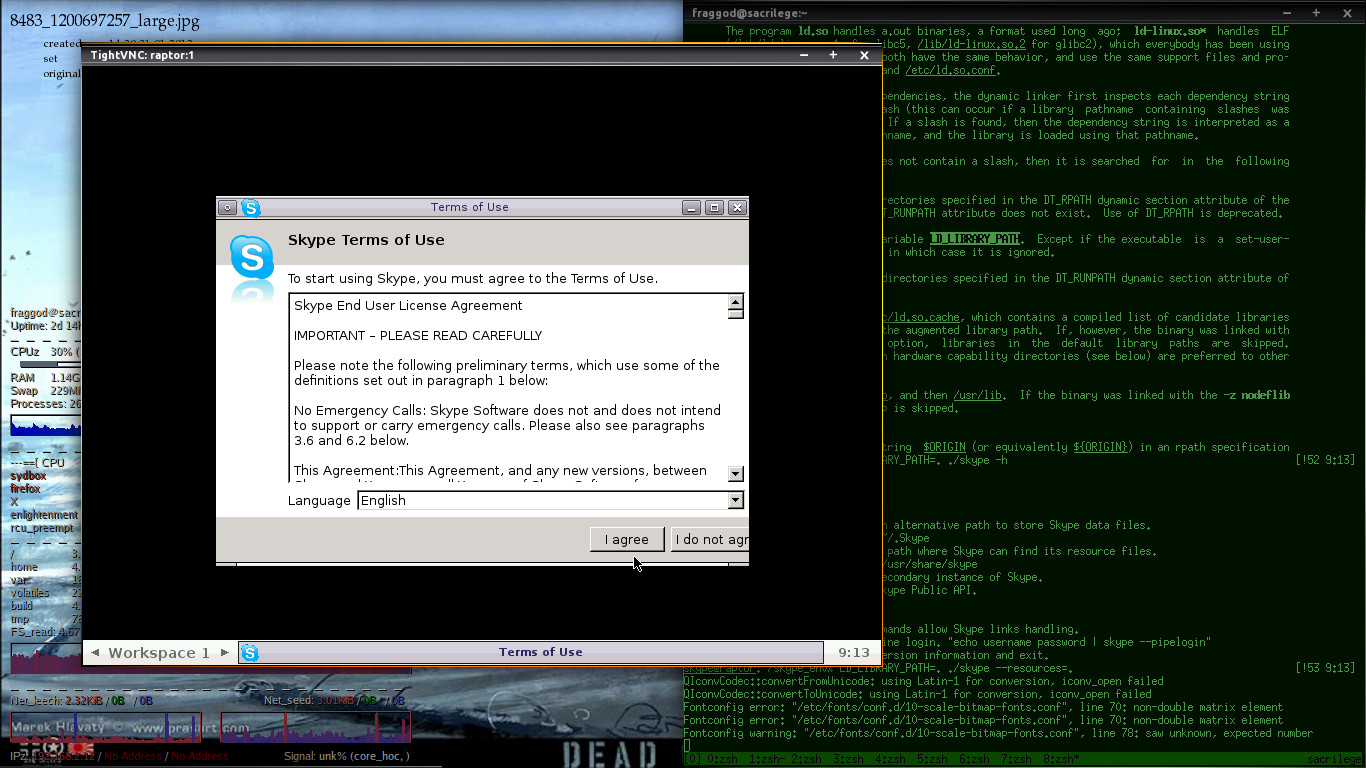 8483_1200697257_large.jpg
created
set
original
fraggod@sacr
Uptime: 2d 14h
CPUz 30% (
RAM 1.14G
Swap 229Mi
Processes: 26
---==[ CPU
sydbox
firefox
X
enlightenment
rcu_preempt
/ 3.
home 4.
var 1
volatiles 2
build 4.
tmp 78
FS_read: 4.67
Net_leech: 2.32KiB / 0B / 0B
Net_seed: 3.01KiB / 0B / 0B
Marek Hlavaty © www.prasart.com
/ No Address / No Address
Signal: unk% (core_hoc, )
DEAD
TightVNC: raptor:1
Terms of Use
Skype Terms of Use
To start using Skype, you must agree to the Terms of Use.
Skype End User License Agreement
IMPORTANT – PLEASE READ CAREFULLY
Please note the following preliminary terms, which use some of the
definitions set out in paragraph 1 below:
No Emergency Calls: Skype Software does not and does not intend
to support or carry emergency calls. Please also see paragraphs
3.6 and 6.2 below.
This Agreement:This Agreement, and any new versions, between
Language English
I agree
I do not agr
Workspace 1
Terms of Use
9:13
fraggod@sacrilege:~
The program ld.so handles a.out binaries, a format used long ago; ld-linux.so* handles ELF
libc5, /lib/ld-linux.so.2 for glibc2), which everybody has been using
both have the same behavior, and use the same support files and pro-
and /etc/ld.so.conf.
pendencies, the dynamic linker first inspects each dependency string
ash (this can occur if a library pathname containing slashes was
If a slash is found, then the dependency string is interpreted as a
hname, and the library is loaded using that pathname.
es not contain a slash, then it is searched for in the following
rectories specified in the DT_RPATH dynamic section attribute of the
T_RUNPATH attribute does not exist. Use of DT_RPATH is deprecated.
ariable LD_LIBRARY_PATH. Except if the executable is a set-user-
in which case it is ignored.
directories specified in the DT_RUNPATH dynamic section attribute of
c/ld.so.cache, which contains a compiled list of candidate libraries
the augmented library path. If, however, the binary was linked with
option, libraries in the default library paths are skipped.
n hardware capability directories (see below) are preferred to other
b, and then /usr/lib. If the binary was linked with the -z nodeflib
is skipped.
tring $ORIGIN (or equivalently ${ORIGIN}) in an rpath specification
RARY_PATH=. ./skype -h [!52 9:13]
n alternative path to store Skype data files.
/.Skype
path where Skype can find its resource files.
/usr/share/skype
econdary instance of Skype.
kype Public API.
mands allow Skype links handling.
ine login. "echo username password | skype --pipelogin"
ersion information and exit.
skype@raptor:~/skype_env% LD_LIBRARY_PATH=. ./skype --resources=. [!53 9:13]
QIconvCodec::convertFromUnicode: using Latin-1 for conversion, iconv_open failed
QIconvCodec::convertToUnicode: using Latin-1 for conversion, iconv_open failed
Fontconfig error: "/etc/fonts/conf.d/10-scale-bitmap-fonts.conf", line 70: non-double matrix element
Fontconfig error: "/etc/fonts/conf.d/10-scale-bitmap-fonts.conf", line 70: non-double matrix element
Fontconfig warning: "/etc/fonts/conf.d/10-scale-bitmap-fonts.conf", line 78: saw unknown, expected number
[0] 0:zsh 1:zsh- 2:zsh 3:zsh 4:zsh 5:zsh 6:zsh 7:zsh 8:zsh* sacrilege